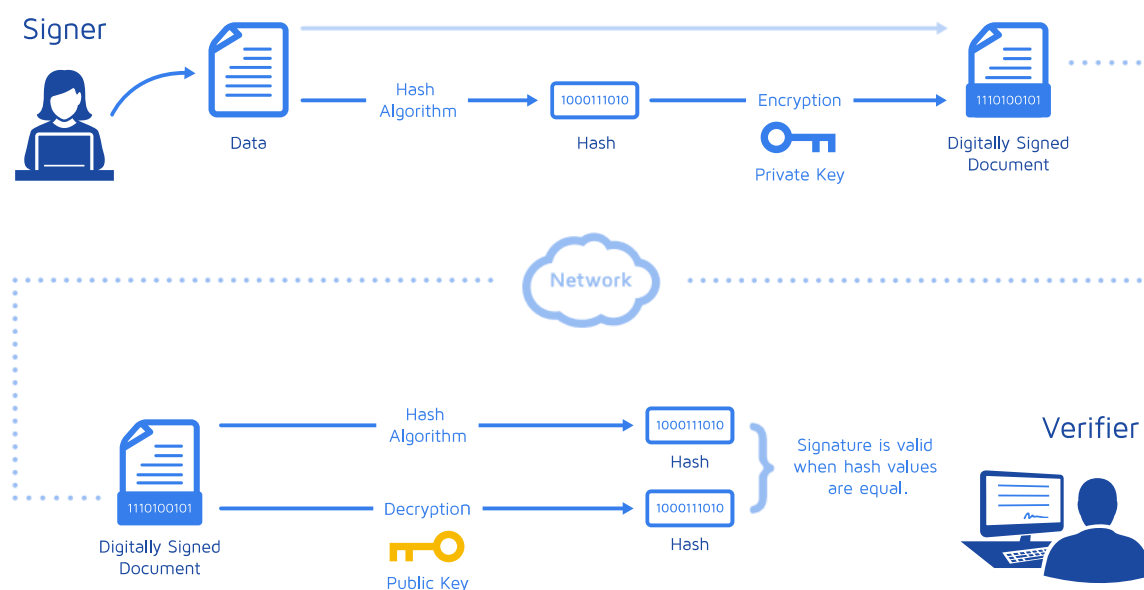 Signer
Hash
Algorithm
1000111010
Encryption
1110100101
Data
Hash
Private Key
Digitally Signed
Document
Network
Hash
Algorithm
1000111010
Hash
Signature is valid
when hash values
are equal.
Verifier
1110100101
Decryption
1000111010
Hash
Digitally Signed
Document
Public Key